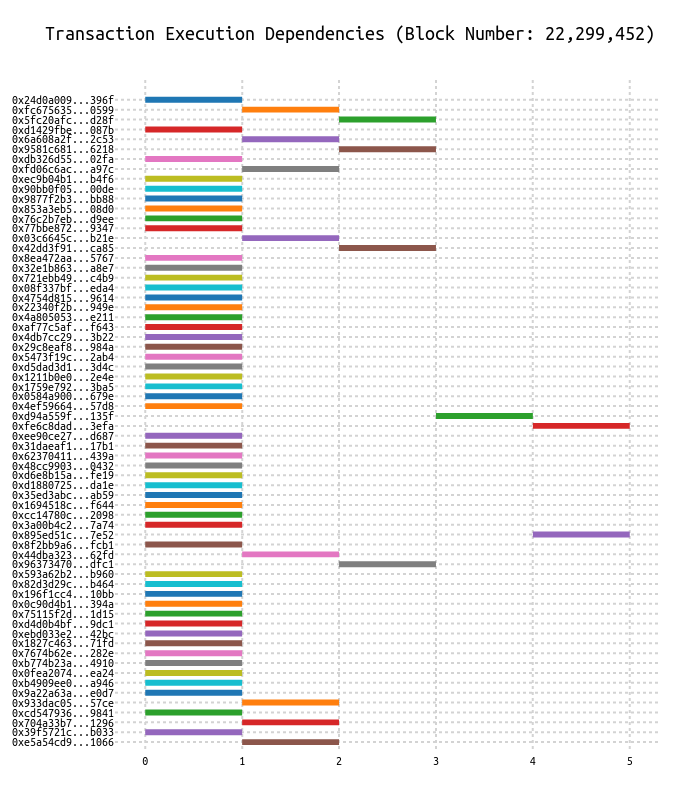 Transaction Execution Dependencies (Block Number: 22,299,452)
0x24d0a009...396f
0xfc675635...0599
0x5fc20afc...d28f
0xd1429fbe...087b
0x6a608a2f...2c53
0x9581c681...6218
0xdb326d55...02fa
0xfd06c6ac...a97c
0xec9b04b1...b4f6
0x90bb0f05...00de
0x9877f2b3...bb88
0x853a3eb5...08d0
0x76c2b7eb...d9ee
0x77bbe872...9347
0x03c6645c...b21e
0x42dd3f91...ca85
0x8ea472aa...5767
0x32e1b863...a8e7
0x721ebb49...c4b9
0x08f337bf...eda4
0x4754d815...9614
0x22340f2b...949e
0x4a805053...e211
0xaf77c5af...f643
0x4db7cc29...3b22
0x29c8eaf8...984a
0x5473f19c...2ab4
0xd5dad3d1...3d4c
0x1211b0e0...2e4e
0x1759e792...3ba5
0x0584a900...679e
0x4ef59664...57d8
0xd94a559f...135f
0xfe6c8dad...3efa
0xee90ce27...d687
0x31daeaf1...17b1
0x62370411...439a
0x48cc9903...0432
0xd6e8b15a...fe19
0xd1880725...da1e
0x35ed3abc...ab59
0x1694518c...f644
0xcc14780c...2098
0x3a00b4c2...7a74
0x895ed51c...7e52
0x8f2bb9a6...fcb1
0x44dba323...62fd
0x96373470...dfc1
0x593a62b2...b960
0x82d3d29c...b464
0x196f1cc4...10bb
0x0c90d4b1...394a
0x75115f2d...1d15
0xd4d0b4bf...9dc1
0xebd033e2...42bc
0x1827c463...71fd
0x7674b62e...282e
0xb774b23a...4910
0x0fea2074...ea24
0xb4909ee0...a946
0x9a22a63a...e0d7
0x933dac05...57ce
0xcd547936...9841
0x704a33b7...1296
0x39f5721c...b033
0xe5a54cd9...1066
0 1 2 3 4 5